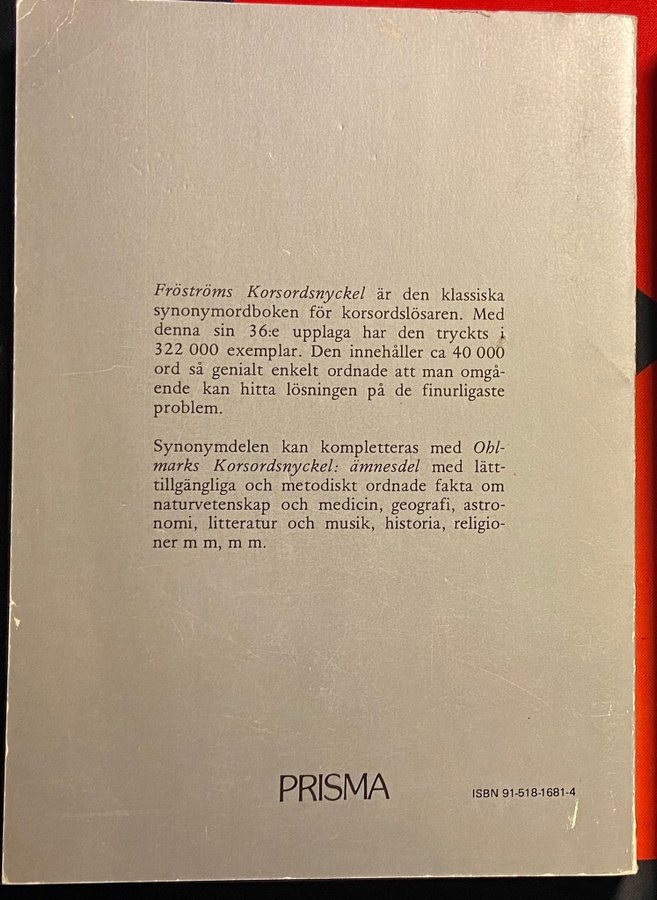 Fröströms Korsordsnyckel är den klassiska
synonymordboken för korsordslösaren. Med
denna sin 36:e upplaga har den tryckts i
322 000 exemplar. Den innehåller ca 40 000
ord så genialt enkelt ordnade att man omgå-
ende kan hitta lösningen på de finurligaste
problem.
Synonymdelen kan kompletteras med Ohl-
marks Korsordsnyckel: ämnesdel med lätt-
tillgängliga och metodiskt ordnade fakta om
naturvetenskap och medicin, geografi, astro-
nomi, litteratur och musik, historia, religio-
ner m m, m m.
PRISMA
ISBN 91-518-1681-4